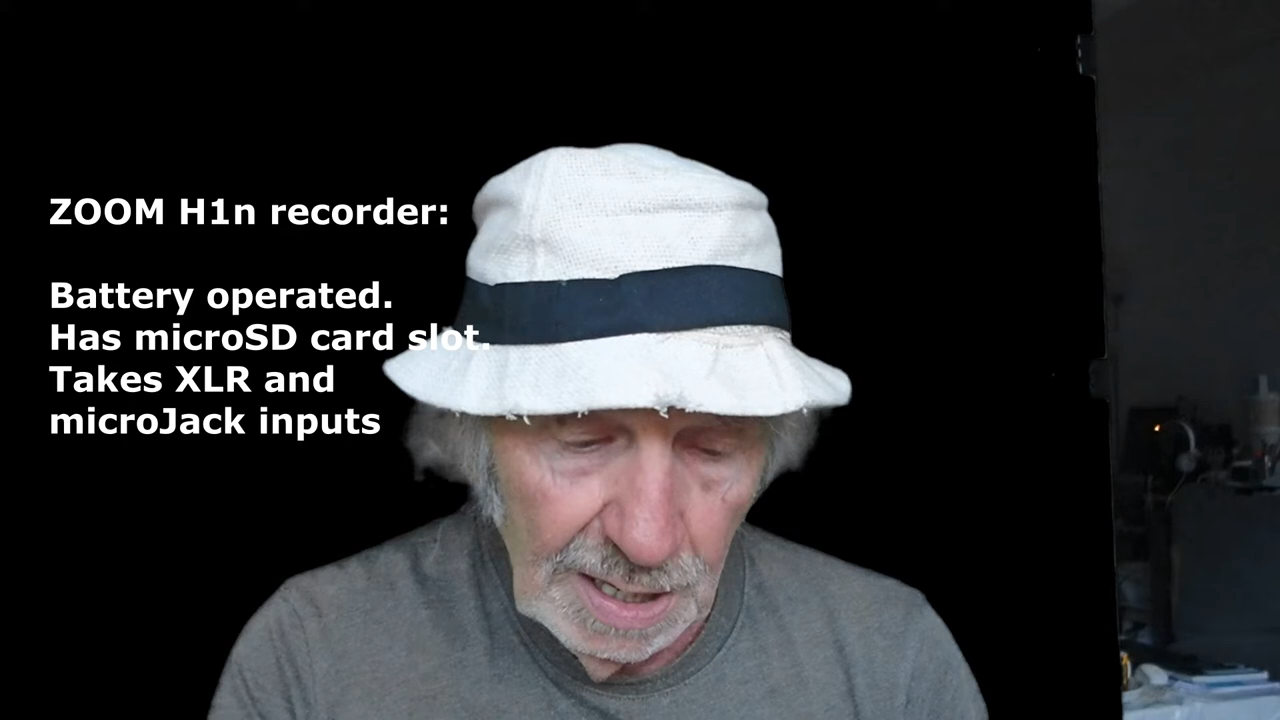 ZOOM H1n recorder:
Battery operated.
Has microSD card slot.
Takes XLR and
microJack inputs